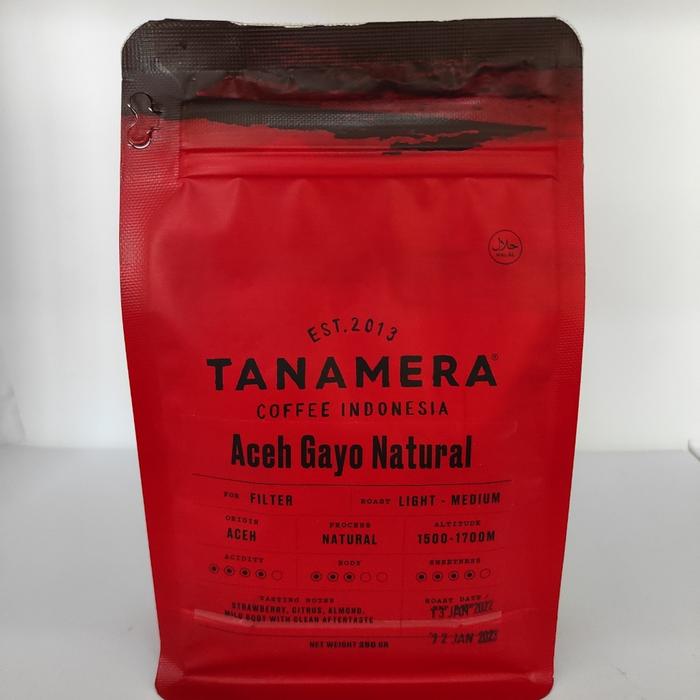 حلال
HALAL
EST. 2013
TANAMERA®
COFFEE INDONESIA
Aceh Gayo Natural
FOR FILTER
ROAST LIGHT - MEDIUM
ORIGIN
ACEH
PROCESS
NATURAL
ALTITUDE
1500-1700M
ACIDITY
BODY
SWEETNESS
TASTING NOTES
STRAWBERRY, CITRUS, ALMOND,
MILD BODY WITH CLEAN AFTERTASTE
ROAST DATE /
13 JAN 2022
12 JAN 2023
NET WEIGHT 250 GR